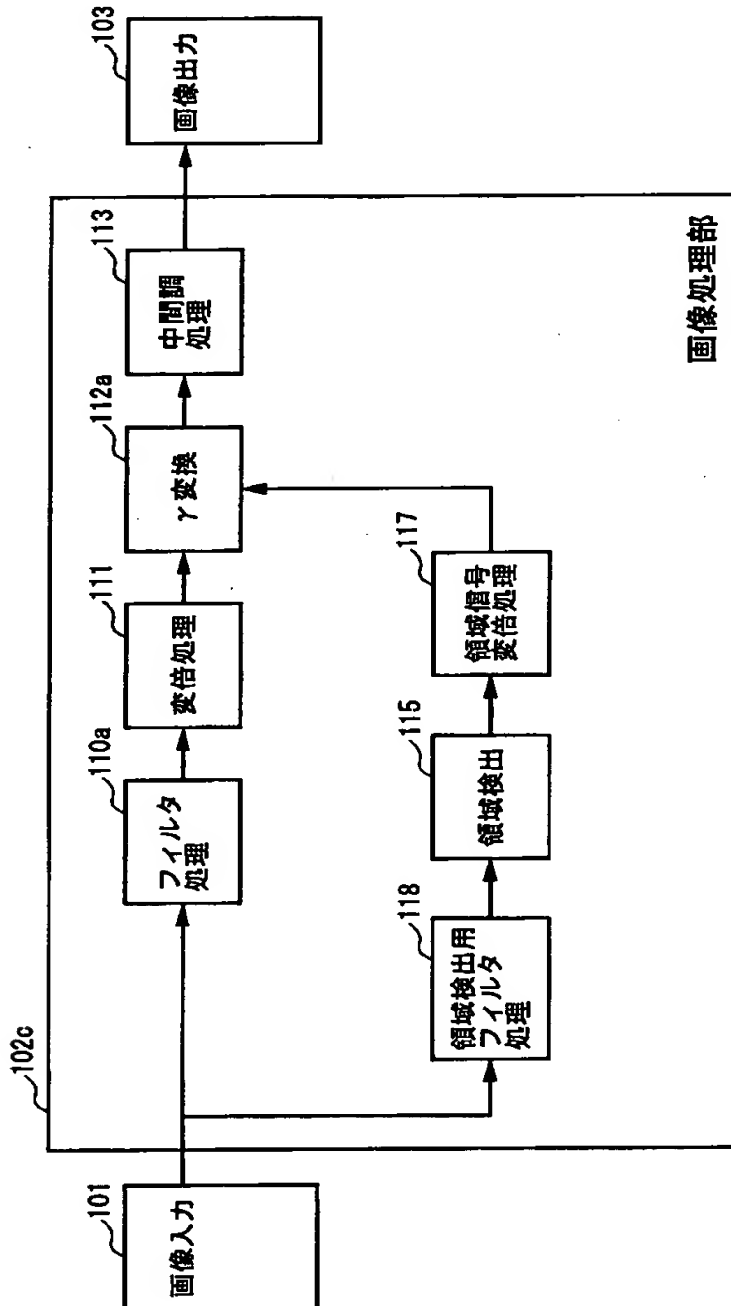 102c
101
画像入力
110a
フィルタ
処理
111
変倍処理
112a
γ変換
113
中間調
処理
103
画像出力
118
領域検出用
フィルタ
処理
115
領域検出
117
領域信号
変倍処理
画像処理部